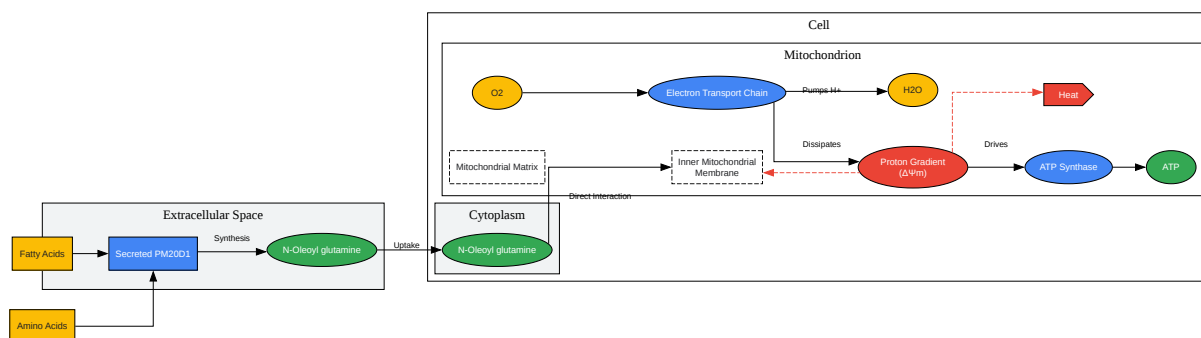 Cell
Mitochondrion
O2
Electron Transport Chain
Pumps H+
H2O
Heat
Mitochondrial Matrix
Inner Mitochondrial
Membrane
Dissipates
Proton Gradient
(ΔΨm)
Drives
ATP Synthase
ATP
Direct Interaction
Extracellular Space
Cytoplasm
Fatty Acids
Secreted PM20D1
Synthesis
N-Oleoyl glutamine
Uptake
N-Oleoyl glutamine
Amino Acids